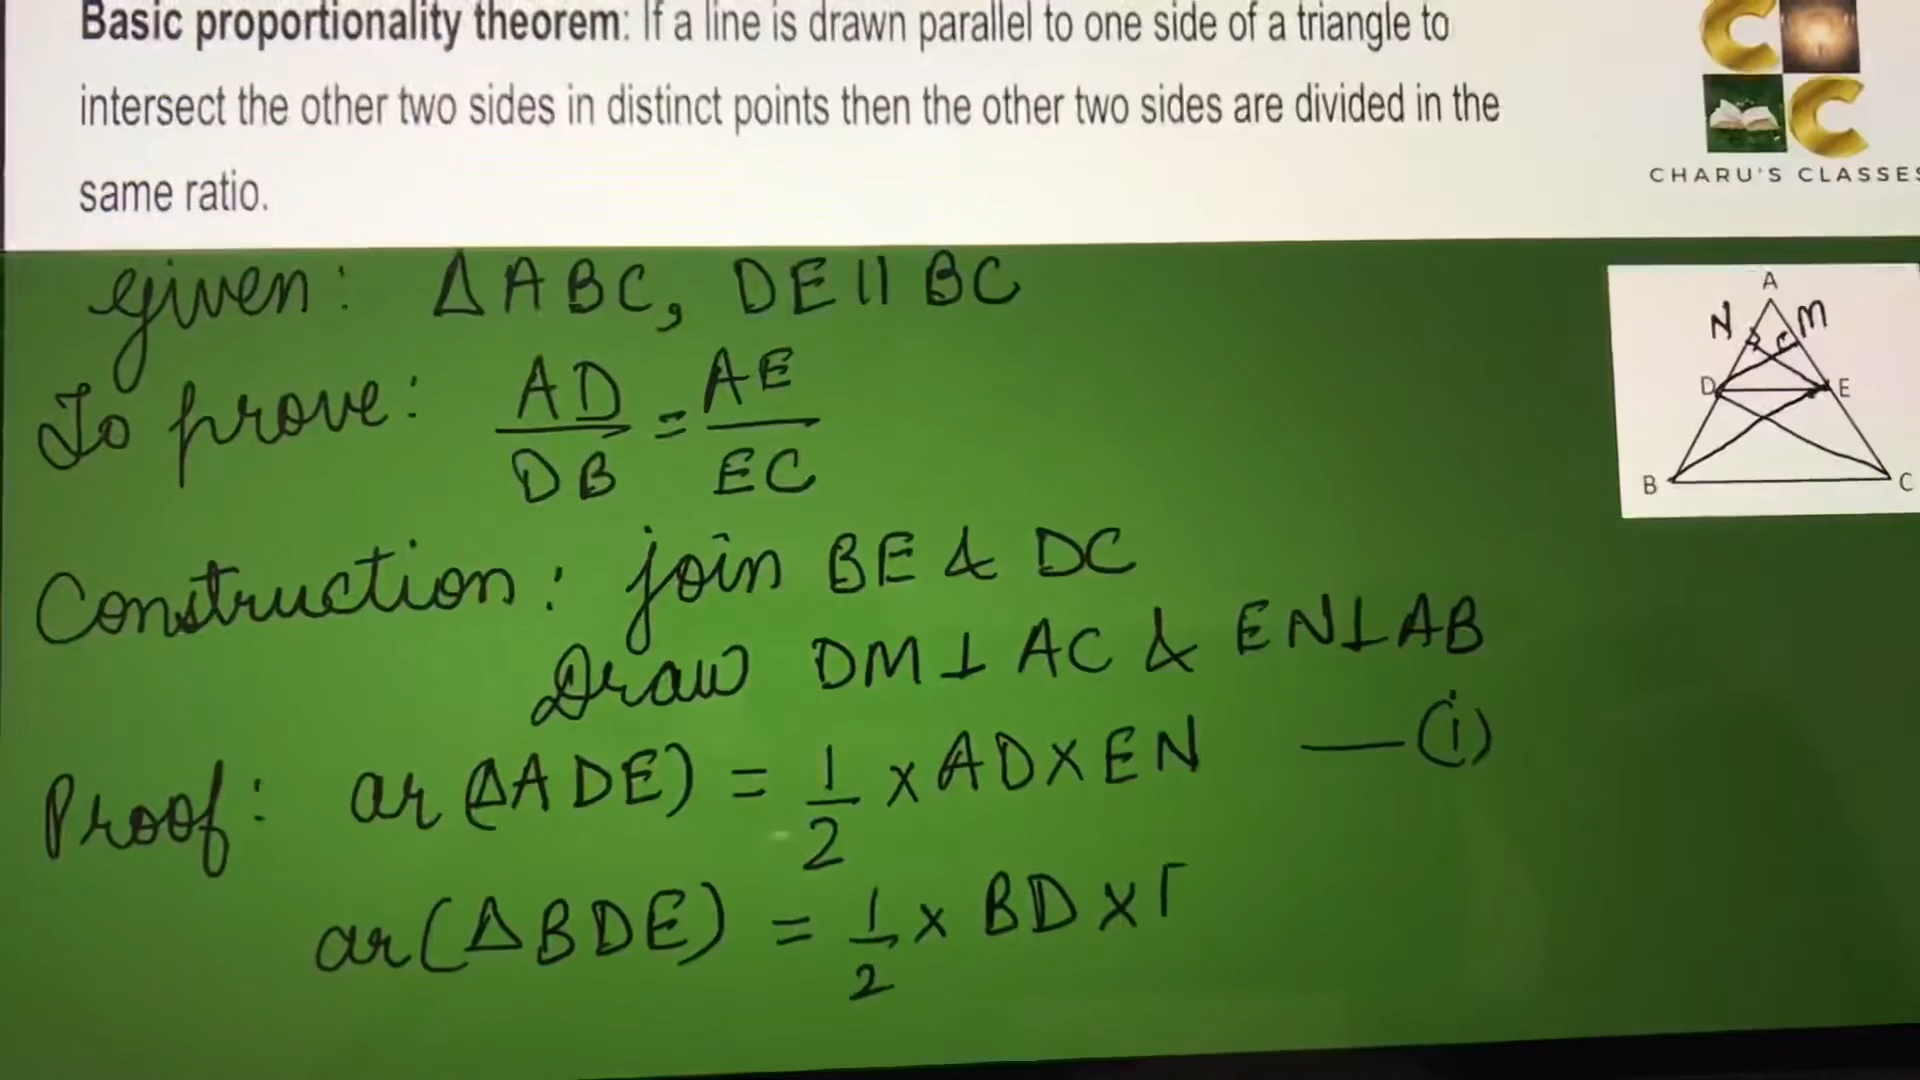 Basic proportionality theorem: If a line is drawn parallel to one side of a triangle to
intersect the other two sides in distinct points then the other two sides are divided in the
same ratio.
C C
CHARU'S CLASSES
given: Δ ABC, DE || BC
To prove: AD/DB = AE/EC
Construction: join BE & DC
Draw DM ⊥ AC & EN ⊥ AB
Proof: ar (ΔADE) = 1/2 × AD × EN —(i)
ar (ΔBDE) = 1/2 × BD ×
A
N M
D E
B C